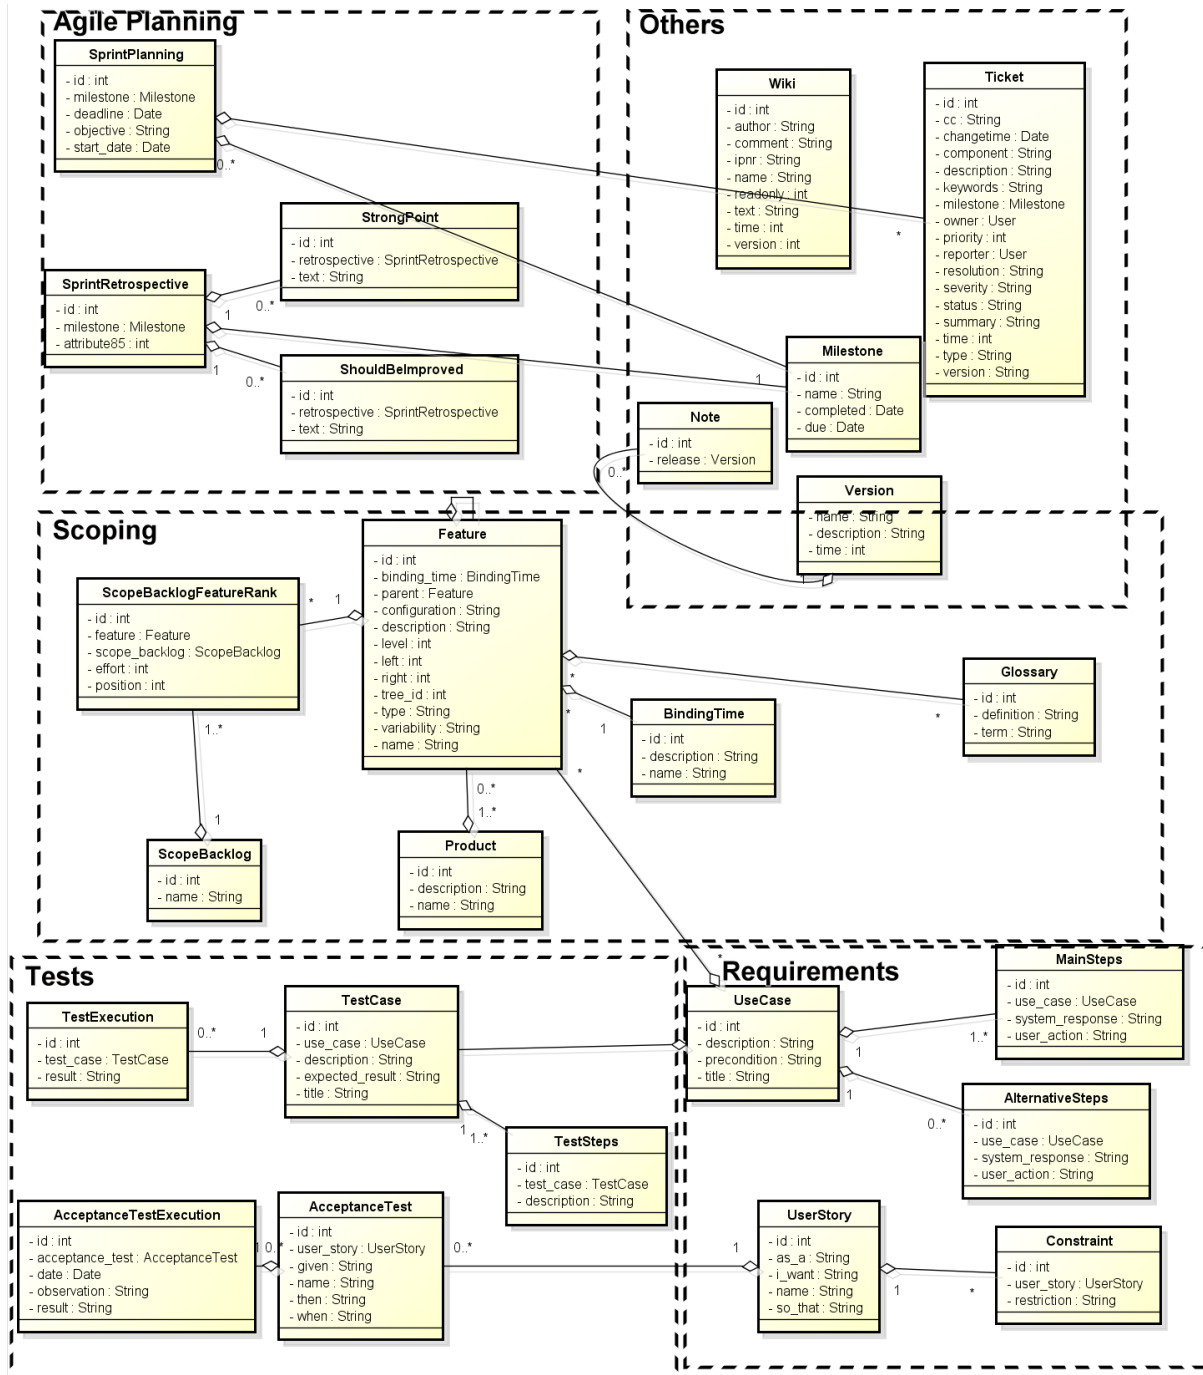 Agile Planning
SprintPlanning
- id : int
- milestone : Milestone
- deadline : Date
- objective : String
- start_date : Date
0..*
StrongPoint
- id : int
- retrospective : SprintRetrospective
- text : String
SprintRetrospective
- id : int
- milestone : Milestone
- attribute85 : int
1
0..*
1
0..*
ShouldBeImproved
- id : int
- retrospective : SprintRetrospective
- text : String
Others
Wiki
- id : int
- author : String
- comment : String
- ipnr : String
- name : String
- readonly : int
- text : String
- time : int
- version : int
Ticket
- id : int
- cc : String
- changetime : Date
- component : String
- description : String
- keywords : String
- milestone : Milestone
- owner : User
- priority : int
- reporter : User
- resolution : String
- severity : String
- status : String
- summary : String
- time : int
- type : String
- version : String
*
Milestone
- id : int
- name : String
- completed : Date
- due : Date
1
Note
- id : int
- release : Version
0..*
Version
- name : String
- description : String
- time : int
1
Scoping
Feature
- id : int
- binding_time : BindingTime
- parent : Feature
- configuration : String
- description : String
- level : int
- left : int
- right : int
- tree_id : int
- type : String
- variability : String
- name : String
ScopeBacklogFeatureRank
- id : int
- feature : Feature
- scope_backlog : ScopeBacklog
- effort : int
- position : int
*
1
1..*
1
ScopeBacklog
- id : int
- name : String
0..*
1..*
Product
- id : int
- description : String
- name : String
*
*
1
BindingTime
- id : int
- description : String
- name : String
*
Glossary
- id : int
- definition : String
- term : String
*
*
Tests
TestExecution
- id : int
- test_case : TestCase
- result : String
0..*
1
TestCase
- id : int
- use_case : UseCase
- description : String
- expected_result : String
- title : String
1
1..*
TestSteps
- id : int
- test_case : TestCase
- description : String
AcceptanceTestExecution
- id : int
- acceptance_test : AcceptanceTest
- date : Date
- observation : String
- result : String
1 0..*
AcceptanceTest
- id : int
- user_story : UserStory
- given : String
- name : String
- then : String
- when : String
0..*
1
Requirements
UseCase
- id : int
- description : String
- precondition : String
- title : String
1
1..*
MainSteps
- id : int
- use_case : UseCase
- system_response : String
- user_action : String
1
0..*
AlternativeSteps
- id : int
- use_case : UseCase
- system_response : String
- user_action : String
UserStory
- id : int
- as_a : String
- i_want : String
- name : String
- so_that : String
1
*
Constraint
- id : int
- user_story : UserStory
- restriction : String